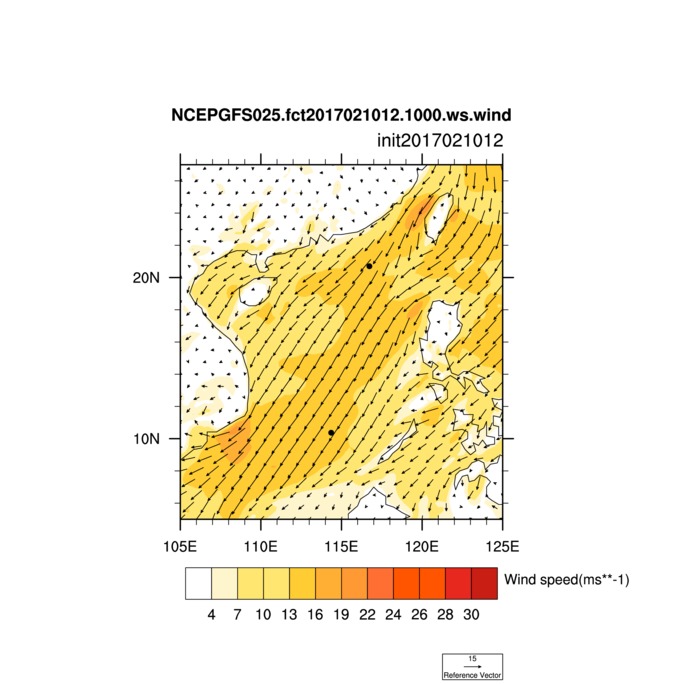 NCEPGFS025.fct2017021012.1000.ws.wind
init2017021012
20N
10N
105E 110E 115E 120E 125E
Wind speed(ms**-1)
4 7 10 13 16 19 22 24 26 28 30
15
Reference Vector